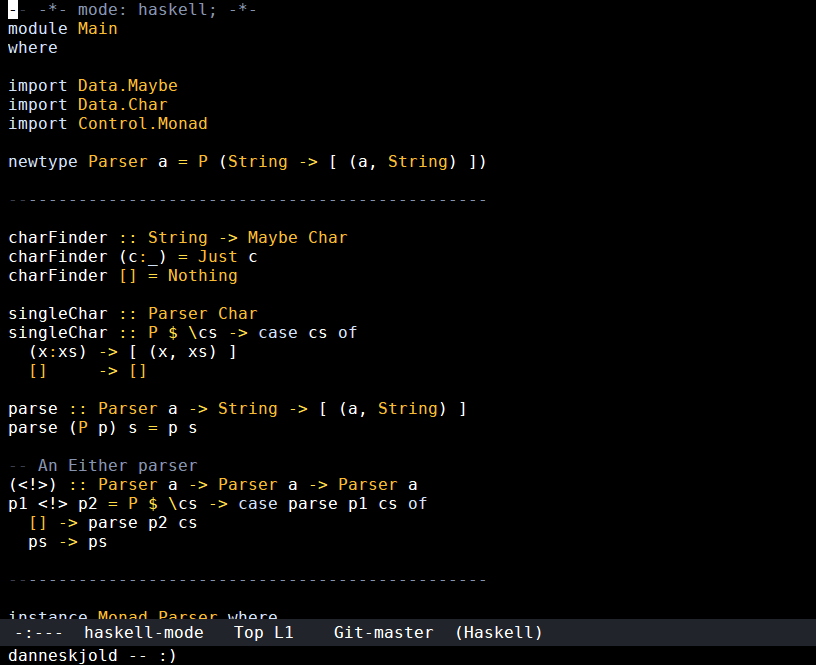 -- -*- mode: haskell; -*-
module Main
where
import Data.Maybe
import Data.Char
import Control.Monad
newtype Parser a = P (String -> [ (a, String) ])
------------------------------------------------
charFinder :: String -> Maybe Char
charFinder (c:_) = Just c
charFinder [] = Nothing
singleChar :: Parser Char
singleChar :: P $ \cs -> case cs of
  (x:xs) -> [ (x, xs) ]
  []     -> []
parse :: Parser a -> String -> [ (a, String) ]
parse (P p) s = p s
-- An Either parser
(<!>) :: Parser a -> Parser a -> Parser a
p1 <!> p2 = P $ \cs -> case parse p1 cs of
  [] -> parse p2 cs
  ps -> ps
------------------------------------------------
instance Monad Parser where
-:---  haskell-mode   Top L1    Git-master  (Haskell)
danneskjold -- :)